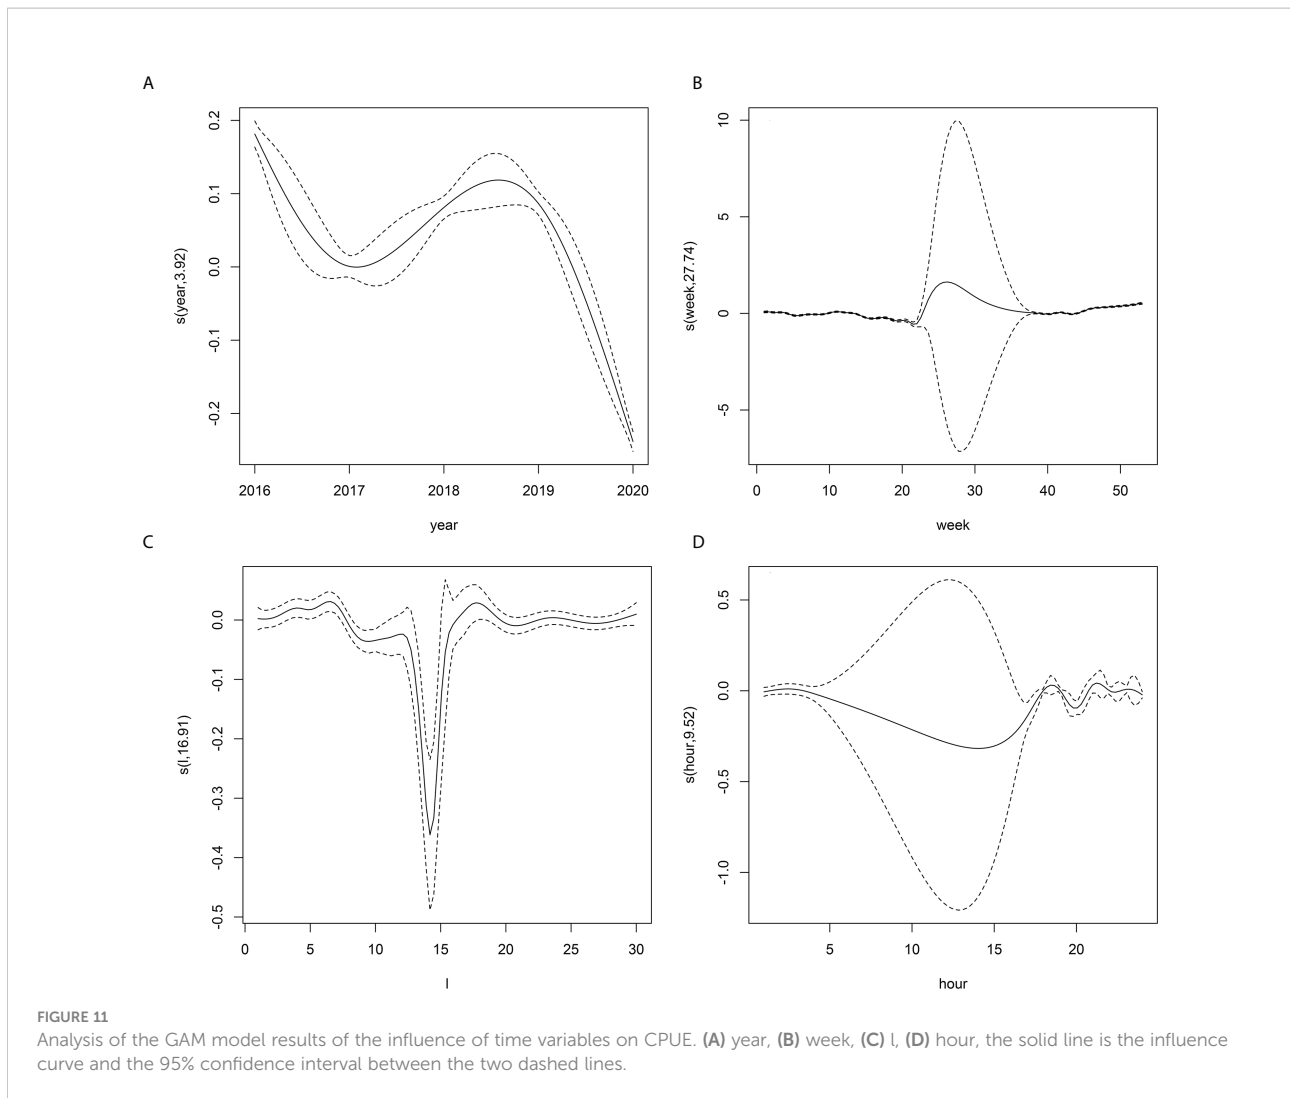 A
0.2
0.1
0.0
-0.1
-0.2
s(year,3.92)
2016 2017 2018 2019 2020
year
B
10
5
0
-5
s(week,27.74)
0 10 20 30 40 50
week
C
0.0
-0.1
-0.2
-0.3
-0.4
-0.5
s(l,16.91)
0 5 10 15 20 25 30
l
D
0.5
0.0
-0.5
-1.0
s(hour,9.52)
5 10 15 20
hour
FIGURE 11
Analysis of the GAM model results of the influence of time variables on CPUE. (A) year, (B) week, (C) l, (D) hour, the solid line is the influence
curve and the 95% confidence interval between the two dashed lines.